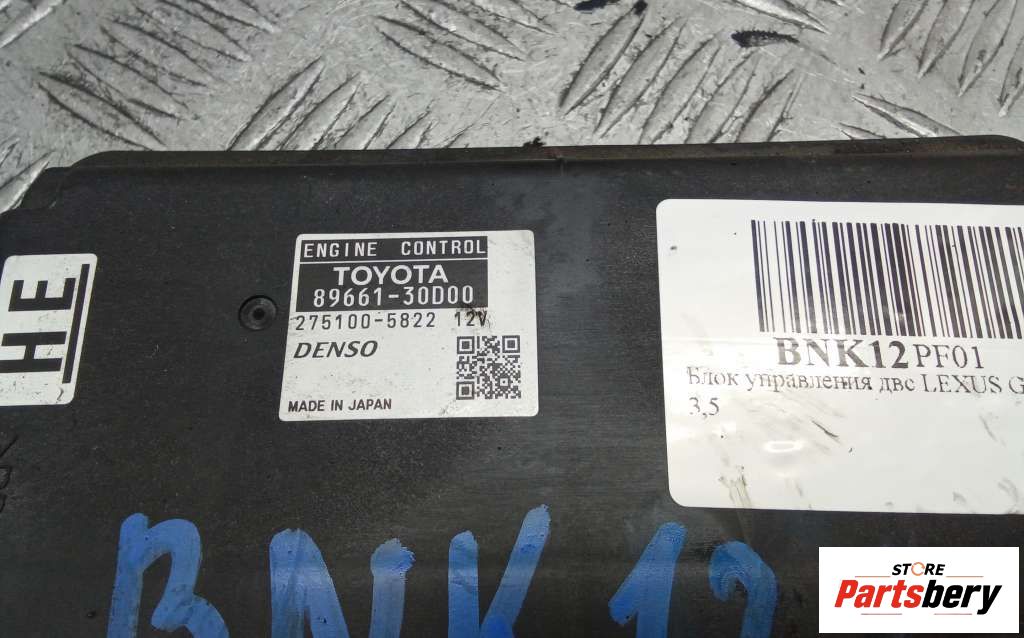 HE
ENGINE CONTROL
TOYOTA
89661-30D00
275100-5822 12V
DENSO
MADE IN JAPAN
BNK12PF01
Блок управления двс LEXUS G
3,5
BNK12
STORE
Partsbery